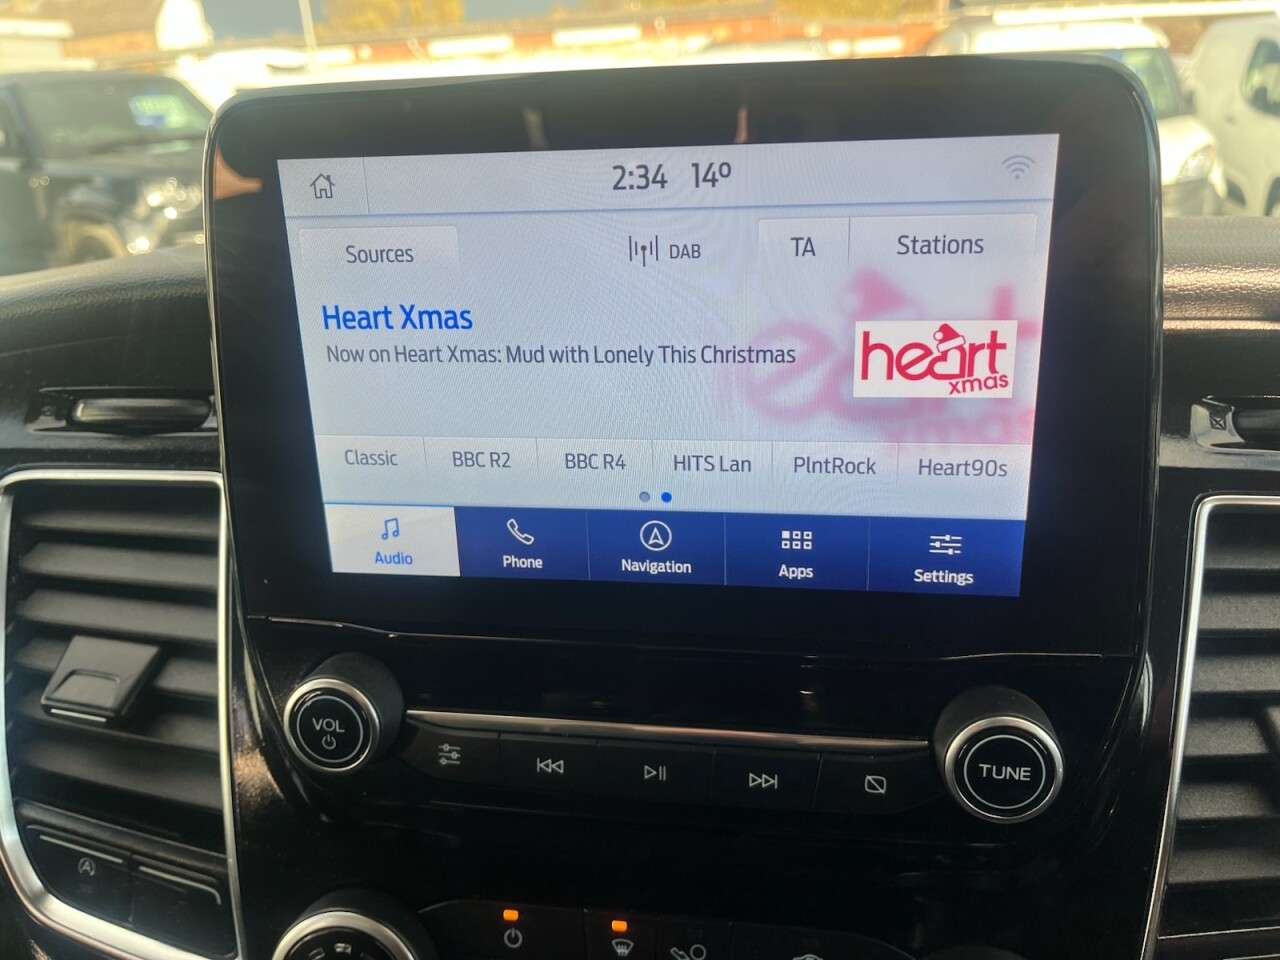 2:34 14º
Sources
DAB
TA
Stations
Heart Xmas
Now on Heart Xmas: Mud with Lonely This Christmas
heart
xmas
Classic
BBC R2
BBC R4
HITS Lan
PlntRock
Heart90s
Audio
Phone
Navigation
Apps
Settings
VOL
TUNE